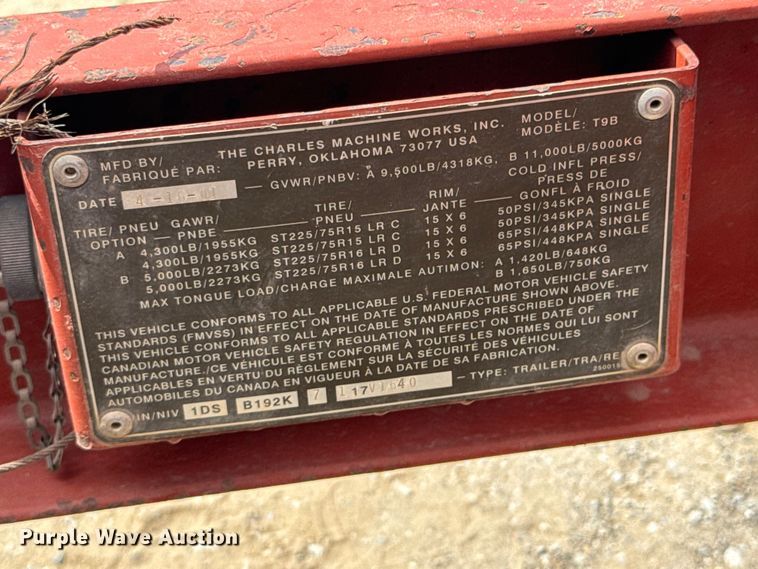 MFD BY/ THE CHARLES MACHINE WORKS, INC. MODEL/
FABRIQUÉ PAR: PERRY, OKLAHOMA 73077 USA MODÈLE: T9B
DATE — GVWR/PNBV: A 9,500LB/4318KG, B 11,000LB/5000KG
TIRE/ PNEU GAWR/ TIRE/ RIM/ COLD INFL PRESS/
PRESS DE
OPTION — PNBE PNEU JANTE GONFL À FROID
A 4,300LB/1955KG ST225/75R15 LR C 15 X 6 50PSI/345KPA SINGLE
4,300LB/1955KG ST225/75R15 LR C 15 X 6 50PSI/345KPA SINGLE
B 5,000LB/2273KG ST225/75R16 LR D 15 X 6 65PSI/448KPA SINGLE
5,000LB/2273KG ST225/75R16 LR D 15 X 6 65PSI/448KPA SINGLE
MAX TONGUE LOAD/CHARGE MAXIMALE AUTIMON: A 1,420LB/648KG
B 1,650LB/750KG
THIS VEHICLE CONFORMS TO ALL APPLICABLE U.S. FEDERAL MOTOR VEHICLE SAFETY
STANDARDS (FMVSS) IN EFFECT ON THE DATE OF MANUFACTURE SHOWN ABOVE.
THIS VEHICLE CONFORMS TO ALL APPLICABLE STANDARDS PRESCRIBED UNDER THE
CANADIAN MOTOR VEHICLE SAFETY REGULATION IN EFFECT ON THE DATE OF
MANUFACTURE./CE VÉHICULE EST CONFORME À TOUTES LES NORMES QUI LUI SONT
APPLICABLES EN VERTU DU RÈGLEMENT SUR LA SÉCURITÉ DES VÉHICULES
AUTOMOBILES DU CANADA EN VIGUEUR À LA DATE DE SA FABRICATION.
IN/NIV 1DS B192K 7 17 — TYPE: TRAILER/TRA/RE
Purple Wave Auction